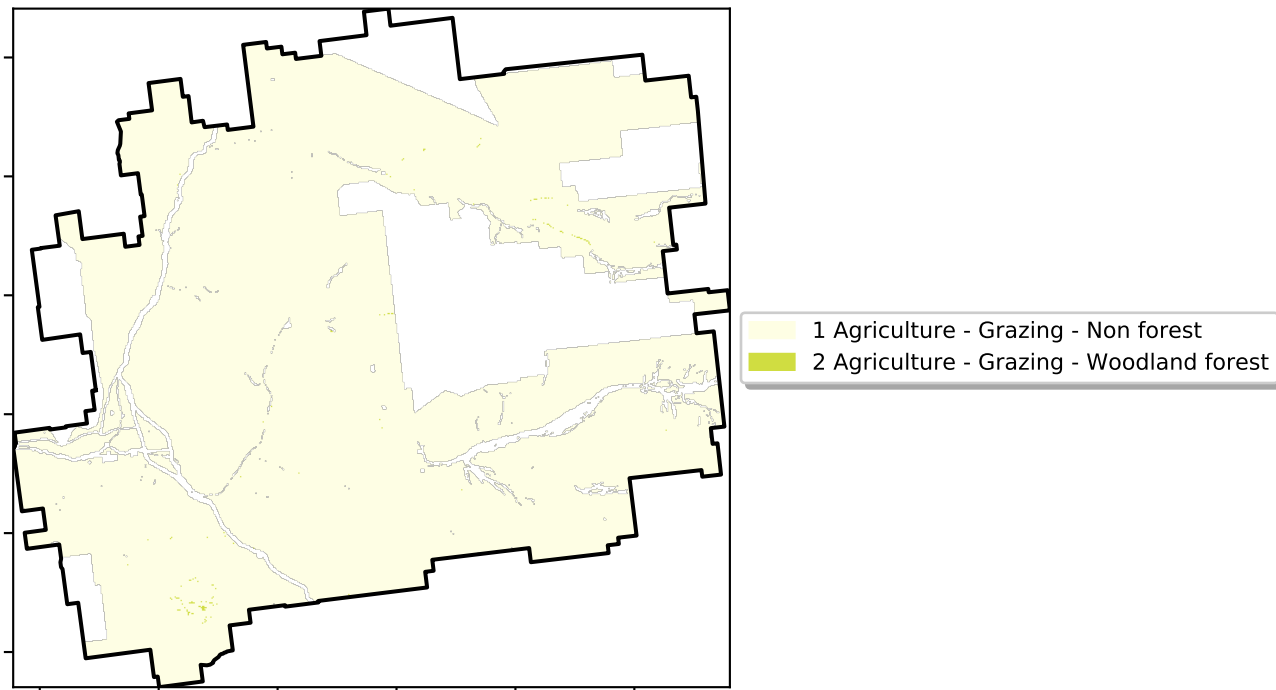 1 Agriculture - Grazing - Non forest
2 Agriculture - Grazing - Woodland forest